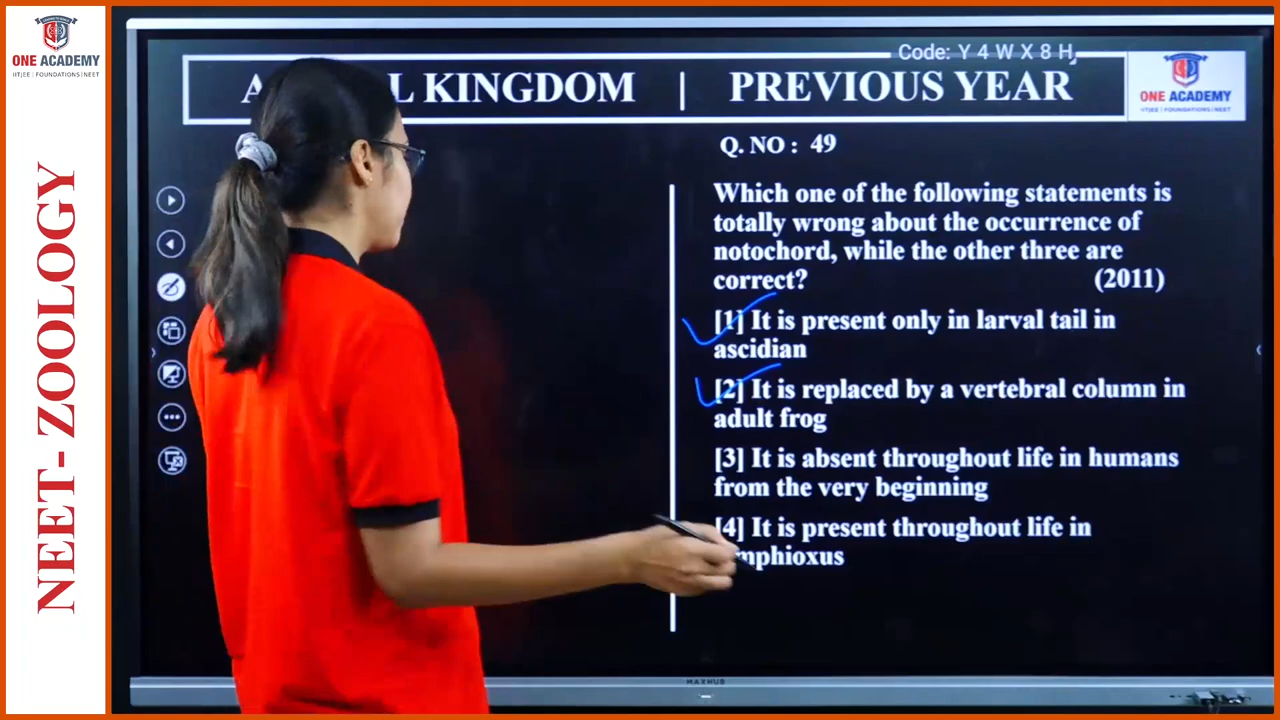 ONE ACADEMY
IIT|JEE | FOUNDATIONS | NEET
NEET- ZOOLOGY
Code: Y 4 W X 8 H
L KINGDOM | PREVIOUS YEAR
ONE ACADEMY
IIT|JEE | FOUNDATIONS | NEET
Q. NO : 49
Which one of the following statements is
totally wrong about the occurrence of
notochord, while the other three are
correct? (2011)
[1] It is present only in larval tail in
ascidian
[2] It is replaced by a vertebral column in
adult frog
[3] It is absent throughout life in humans
from the very beginning
[4] It is present throughout life in
mphioxus
MAXHUB